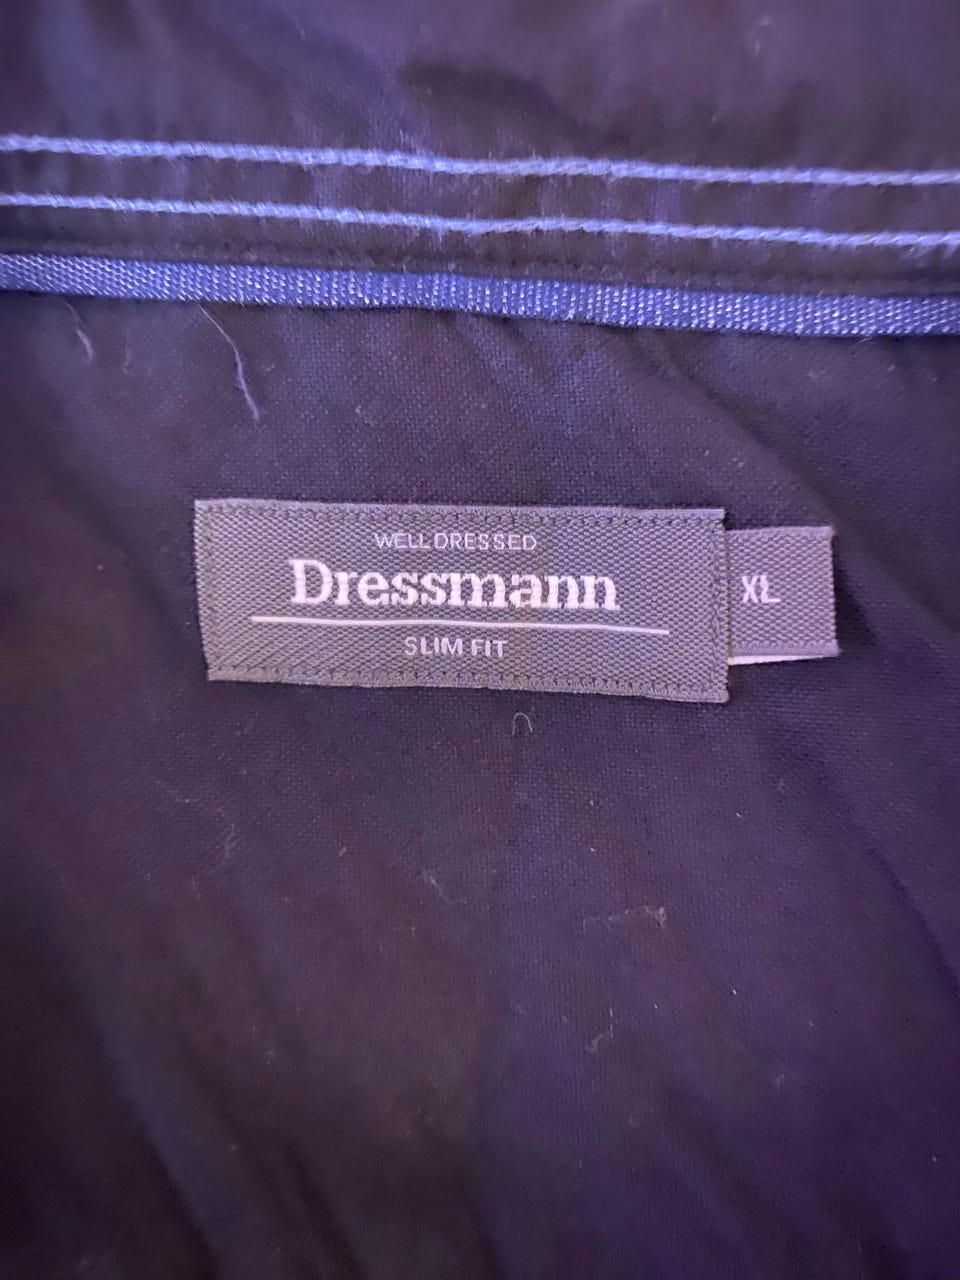 WELL DRESSED
Dressmann
SLIM FIT
XL